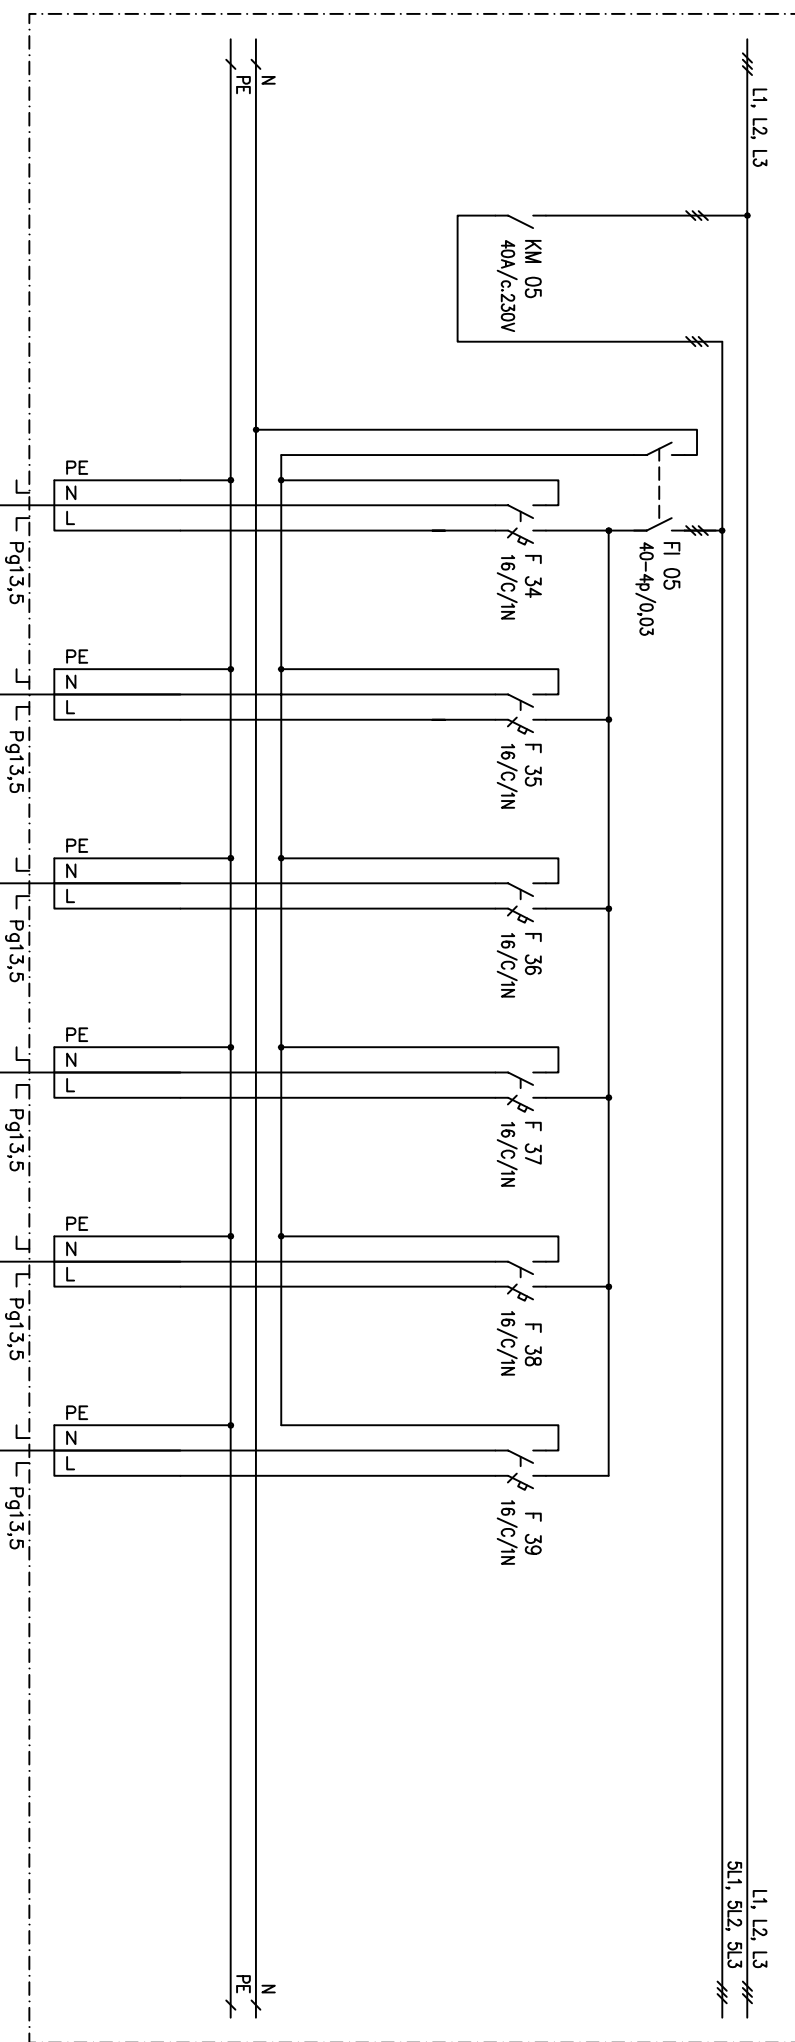 L1, L2, L3
N
PE
KM 05
40A/c.230V
FI 05
40-4p/0,03
F 34
16/C/1N
PE
N
L
Pg13,5
F 35
16/C/1N
PE
N
L
Pg13,5
F 36
16/C/1N
PE
N
L
Pg13,5
F 37
16/C/1N
PE
N
L
Pg13,5
F 38
16/C/1N
PE
N
L
Pg13,5
F 39
16/C/1N
PE
N
L
Pg13,5
L1, L2, L3
5L1, 5L2, 5L3
N
PE